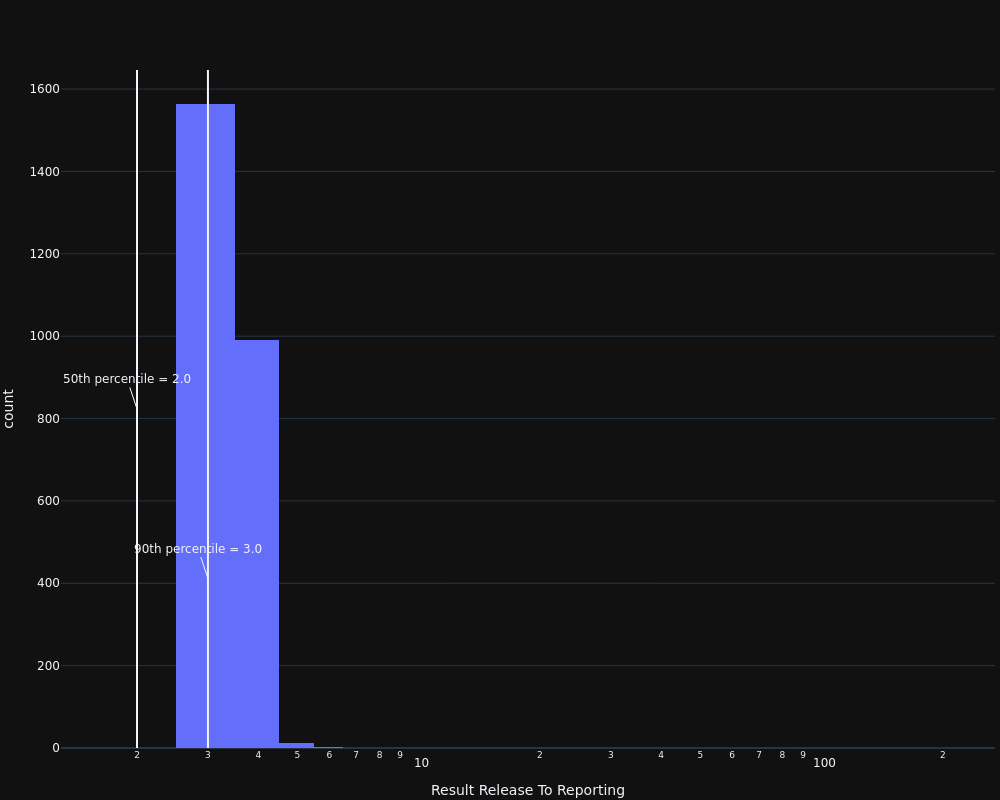 1600
1400
1200
1000
800
600
400
200
0
count
50th percentile = 2.0
90th percentile = 3.0
2 3 4 5 6 7 8 9 10 2 3 4 5 6 7 8 9 100 2
Result Release To Reporting